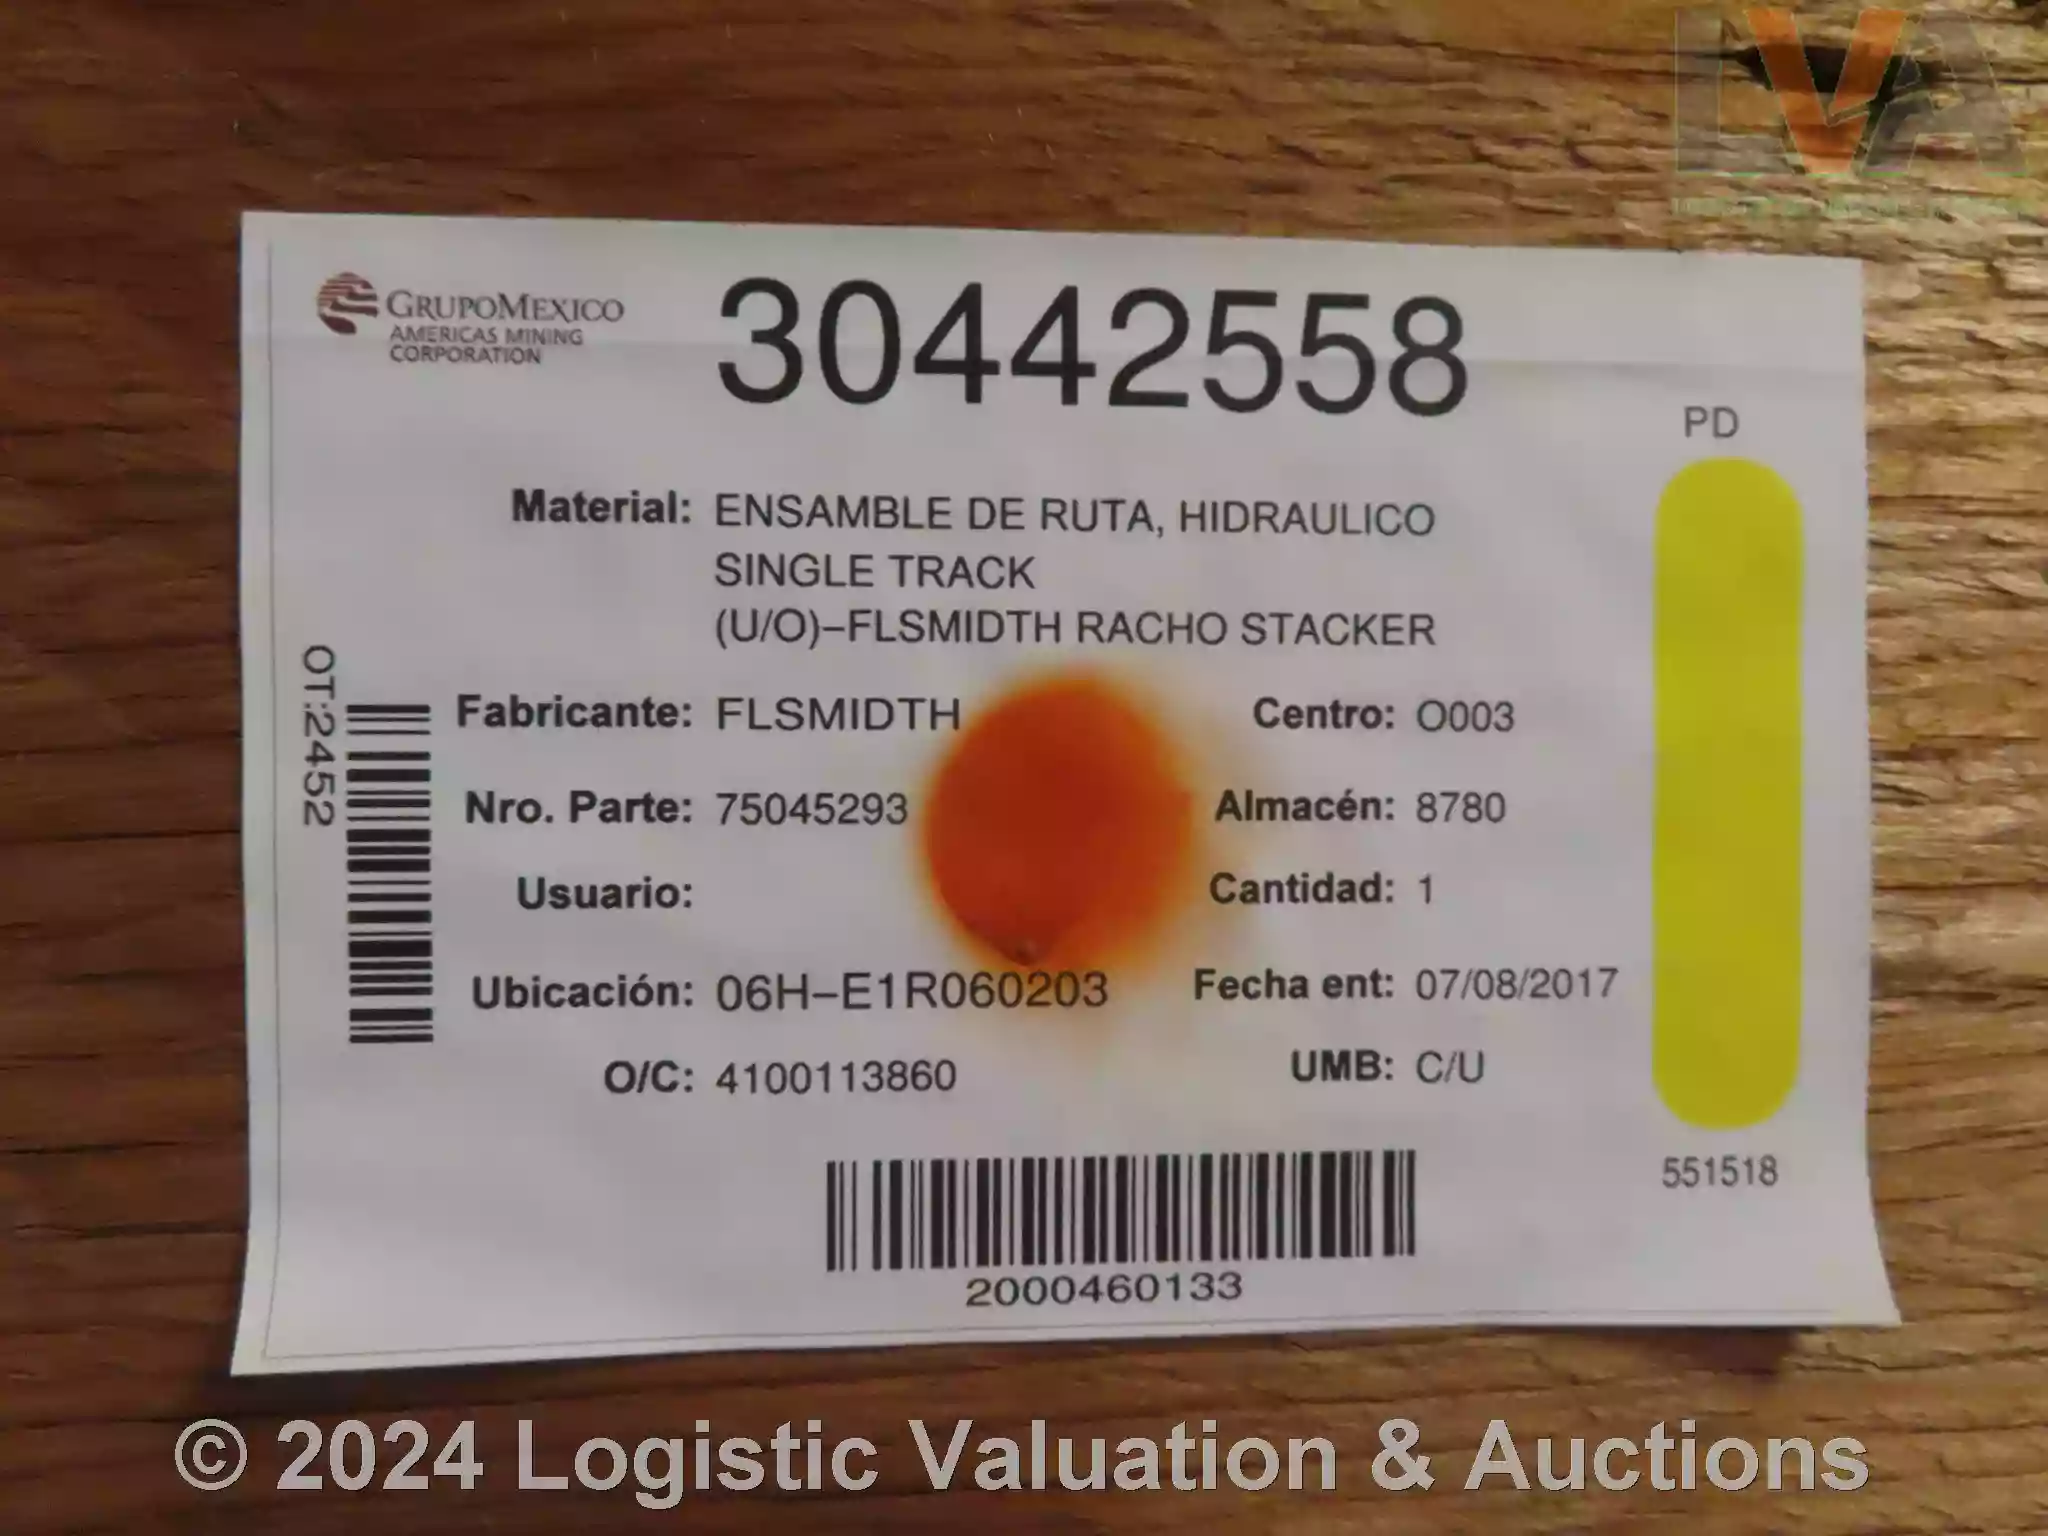 GRUPOMEXICO
AMERICAS MINING
CORPORATION
30442558
PD
Material: ENSAMBLE DE RUTA, HIDRAULICO
SINGLE TRACK
(U/O)-FLSMIDTH RACHO STACKER
OT:2452
Fabricante: FLSMIDTH
Centro: O003
Nro. Parte: 75045293
Almacén: 8780
Usuario:
Cantidad: 1
Ubicación: 06H-E1R060203
Fecha ent: 07/08/2017
O/C: 4100113860
UMB: C/U
551518
2000460133
LVA
© 2024 Logistic Valuation & Auctions